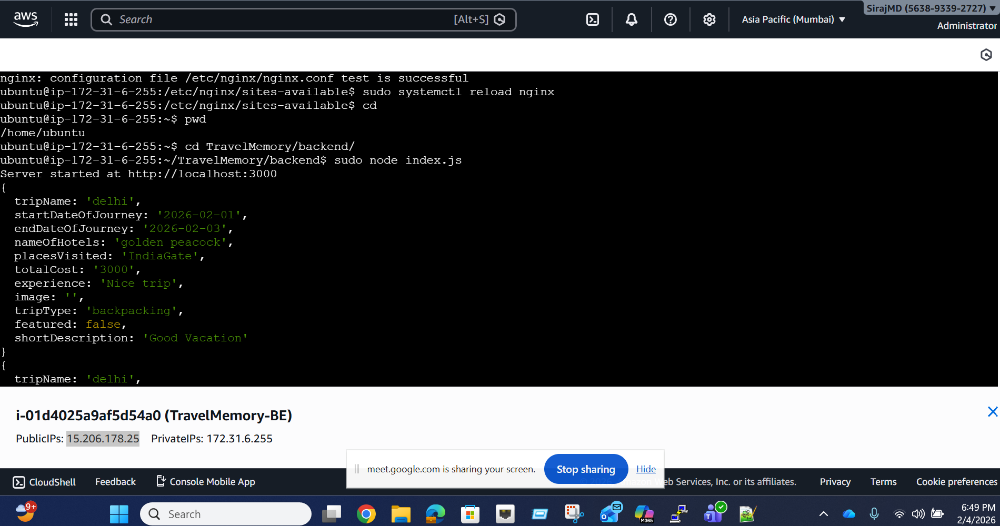 aws
Search
[Alt+S]
Asia Pacific (Mumbai) ▼
SirajMD (5638-9339-2727) ▼
Administrator
nginx: configuration file /etc/nginx/nginx.conf test is successful
ubuntu@ip-172-31-6-255:/etc/nginx/sites-available$ sudo systemctl reload nginx
ubuntu@ip-172-31-6-255:/etc/nginx/sites-available$ cd
ubuntu@ip-172-31-6-255:~$ pwd
/home/ubuntu
ubuntu@ip-172-31-6-255:~$ cd TravelMemory/backend/
ubuntu@ip-172-31-6-255:~/TravelMemory/backend$ sudo node index.js
Server started at http://localhost:3000
{
  tripName: 'delhi',
  startDateOfJourney: '2026-02-01',
  endDateOfJourney: '2026-02-03',
  nameOfHotels: 'golden peacock',
  placesVisited: 'IndiaGate',
  totalCost: '3000',
  experience: 'Nice trip',
  image: '',
  tripType: 'backpacking',
  featured: false,
  shortDescription: 'Good Vacation'
}
{
  tripName: 'delhi',
i-01d4025a9af5d54a0 (TravelMemory-BE)
PublicIPs: 15.206.178.25 PrivateIPs: 172.31.6.255
meet.google.com is sharing your screen.
Stop sharing
Hide
CloudShell
Feedback
Console Mobile App
Web Services, Inc. or its affiliates.
Privacy
Terms
Cookie preferences
9+
Search
M365
6:49 PM
2/4/2026